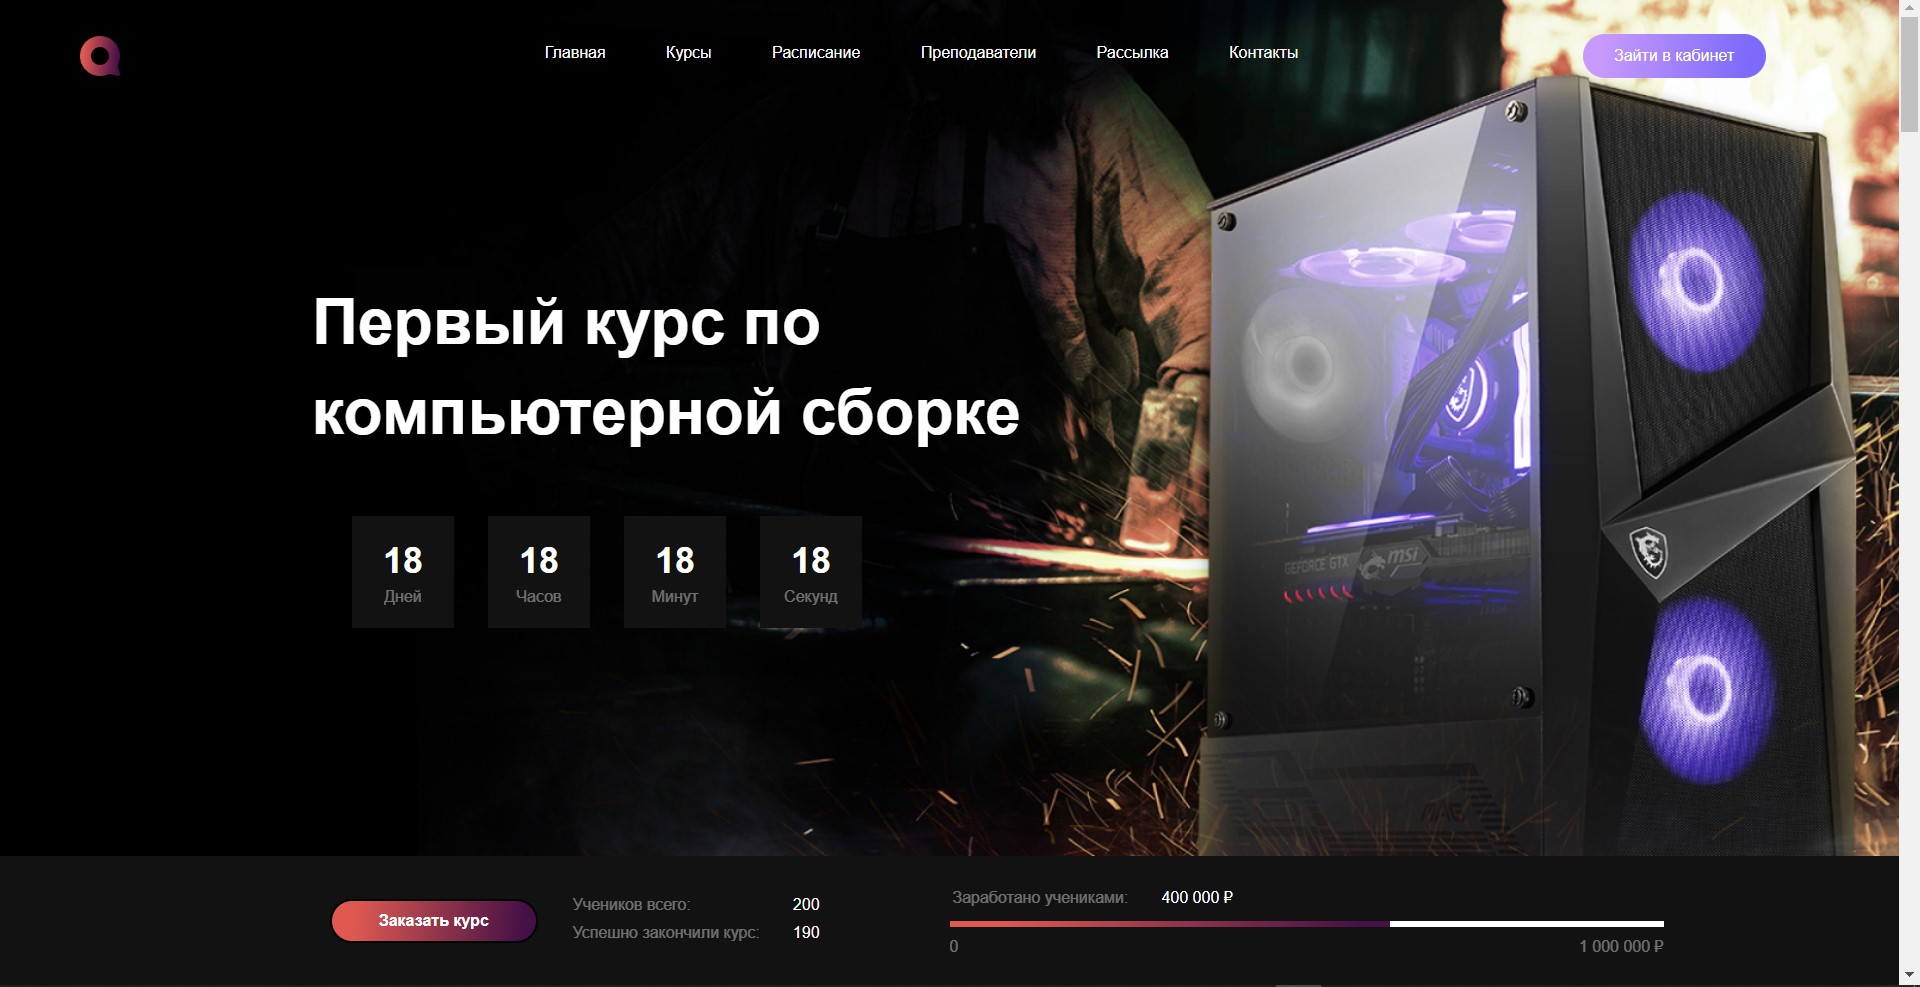 Главная Курсы Расписание Преподаватели Рассылка Контакты Зайти в кабинет
Первый курс по
компьютерной сборке
18 18 18 18
Дней Часов Минут Секунд
GEFORCE GTX msi
Заказать курс
Учеников всего: 200
Успешно закончили курс: 190
Заработано учениками: 400 000 ₽
0 1 000 000 ₽